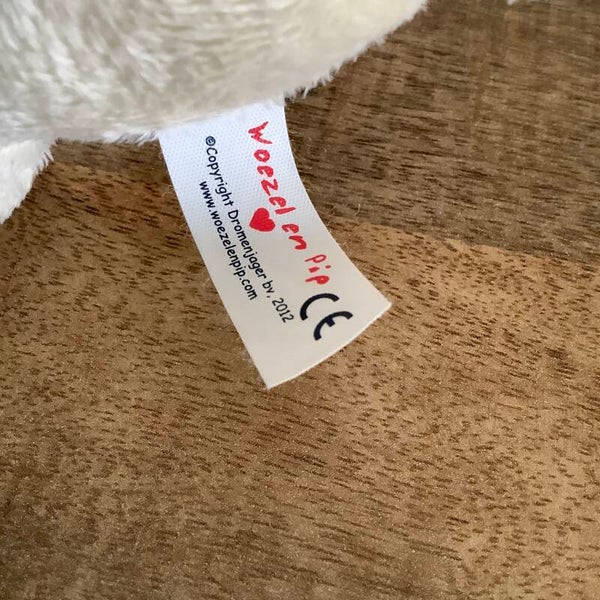 Woezel en Pip
©Copyright Dromenjager bv, 2012
www.woezelenpip.com
CE